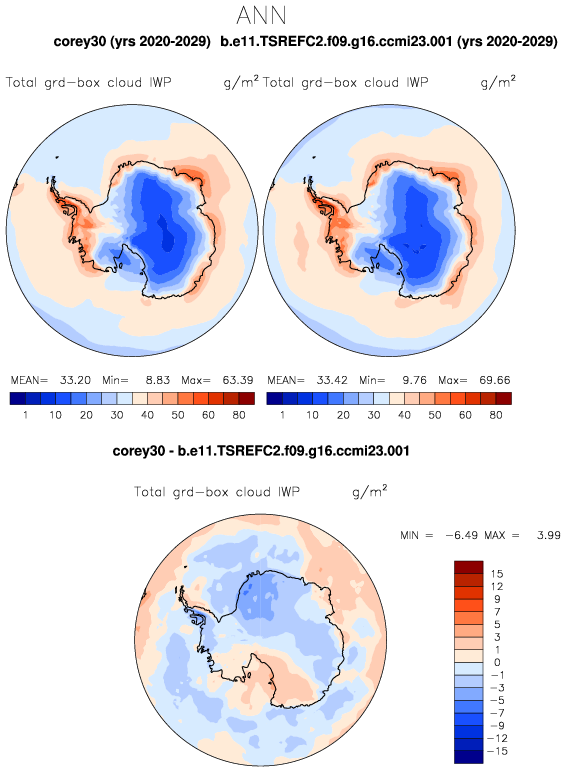 ANN
corey30 (yrs 2020-2029) b.e11.TSREFC2.f09.g16.ccmi23.001 (yrs 2020-2029)
Total grd-box cloud IWP g/m² Total grd-box cloud IWP g/m²
MEAN= 33.20 Min= 8.83 Max= 63.39 MEAN= 33.42 Min= 9.76 Max= 69.66
1 10 20 30 40 50 60 80 1 10 20 30 40 50 60 80
corey30 - b.e11.TSREFC2.f09.g16.ccmi23.001
Total grd-box cloud IWP g/m²
MIN = -6.49 MAX = 3.99
15
12
9
7
5
3
1
0
-1
-3
-5
-7
-9
-12
-15